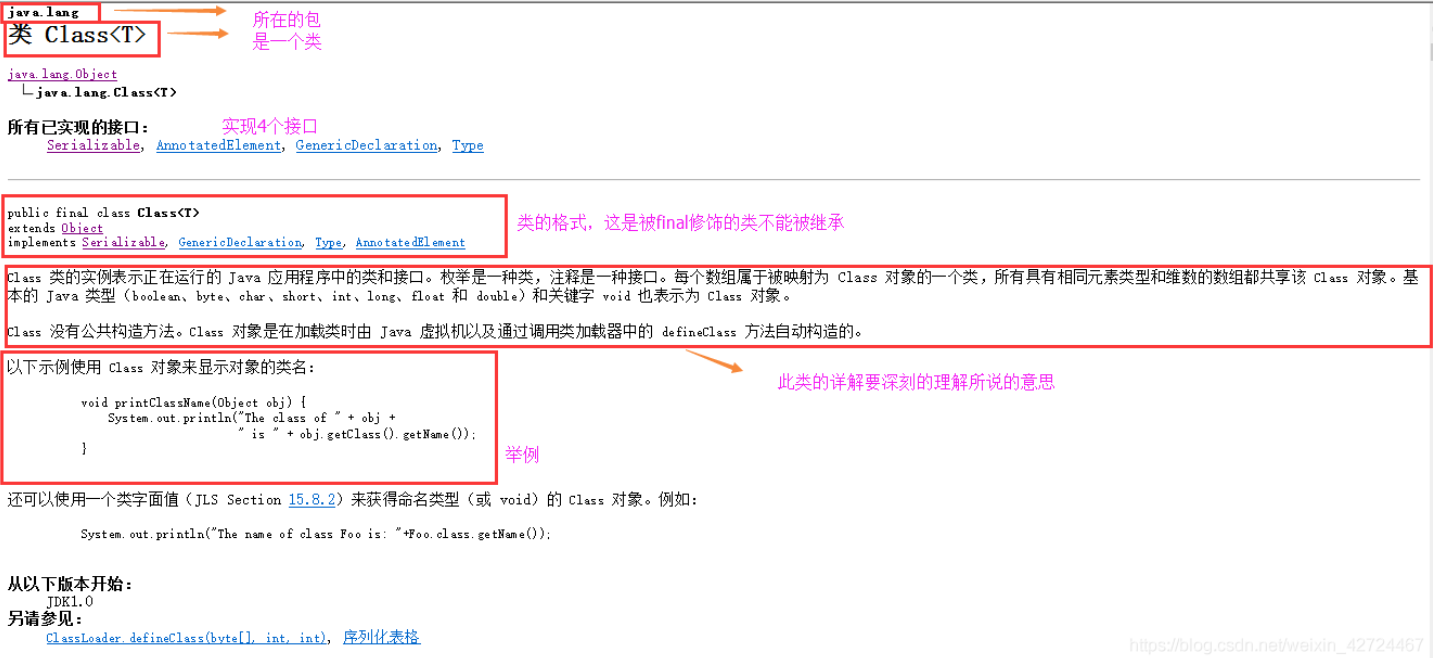 java.lang
所在的包
类 Class<T>
是一个类
java.lang.Object
java.lang.Class<T>
所有已实现的接口：
实现4个接口
Serializable, AnnotatedElement, GenericDeclaration, Type
public final class Class<T>
extends Object
implements Serializable, GenericDeclaration, Type, AnnotatedElement
类的格式，这是被final修饰的类不能被继承
Class 类的实例表示正在运行的 Java 应用程序中的类和接口。枚举是一种类，注释是一种接口。每个数组属于被映射为 Class 对象的一个类，所有具有相同元素类型和维数的数组都共享该 Class 对象。基
本的 Java 类型（boolean、byte、char、short、int、long、float 和 double）和关键字 void 也表示为 Class 对象。
Class 没有公共构造方法。Class 对象是在加载类时由 Java 虚拟机以及通过调用类加载器中的 defineClass 方法自动构造的。
以下示例使用 Class 对象来显示对象的类名：
此类的详解要深刻的理解所说的意思
void printClassName(Object obj) {
System.out.println("The class of " + obj +
" is " + obj.getClass().getName());
}
举例
还可以使用一个类字面值（JLS Section 15.8.2）来获得命名类型（或 void）的 Class 对象。例如：
System.out.println("The name of class Foo is: "+Foo.class.getName());
从以下版本开始：
JDK1.0
另请参见：
ClassLoader.defineClass(byte[], int, int), 序列化表格
https://blog.csdn.net/weixin_42724467